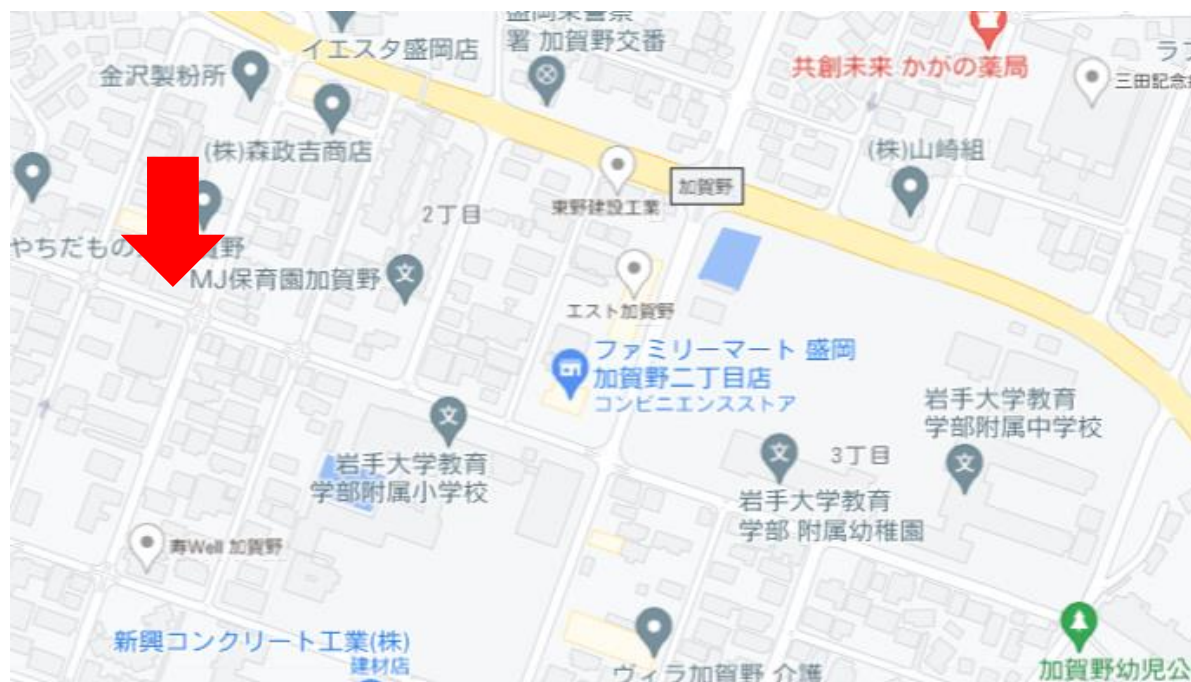 イエスタ盛岡店
署 加賀野交番
金沢製粉所
共創未来 かがの薬局
三田記念
(株)森政吉商店
(株)山崎組
加賀野
東野建設工業
2丁目
やちだもの
賀野
MJ保育園加賀野
エスト加賀野
ファミリーマート 盛岡
加賀野二丁目店
コンビニエンスストア
岩手大学教育
学部附属中学校
岩手大学教育
学部附属小学校
3丁目
岩手大学教育
学部 附属幼稚園
寿Well 加賀野
新興コンクリート工業(株)
建材店
ヴィラ加賀野 介護
加賀野幼児公